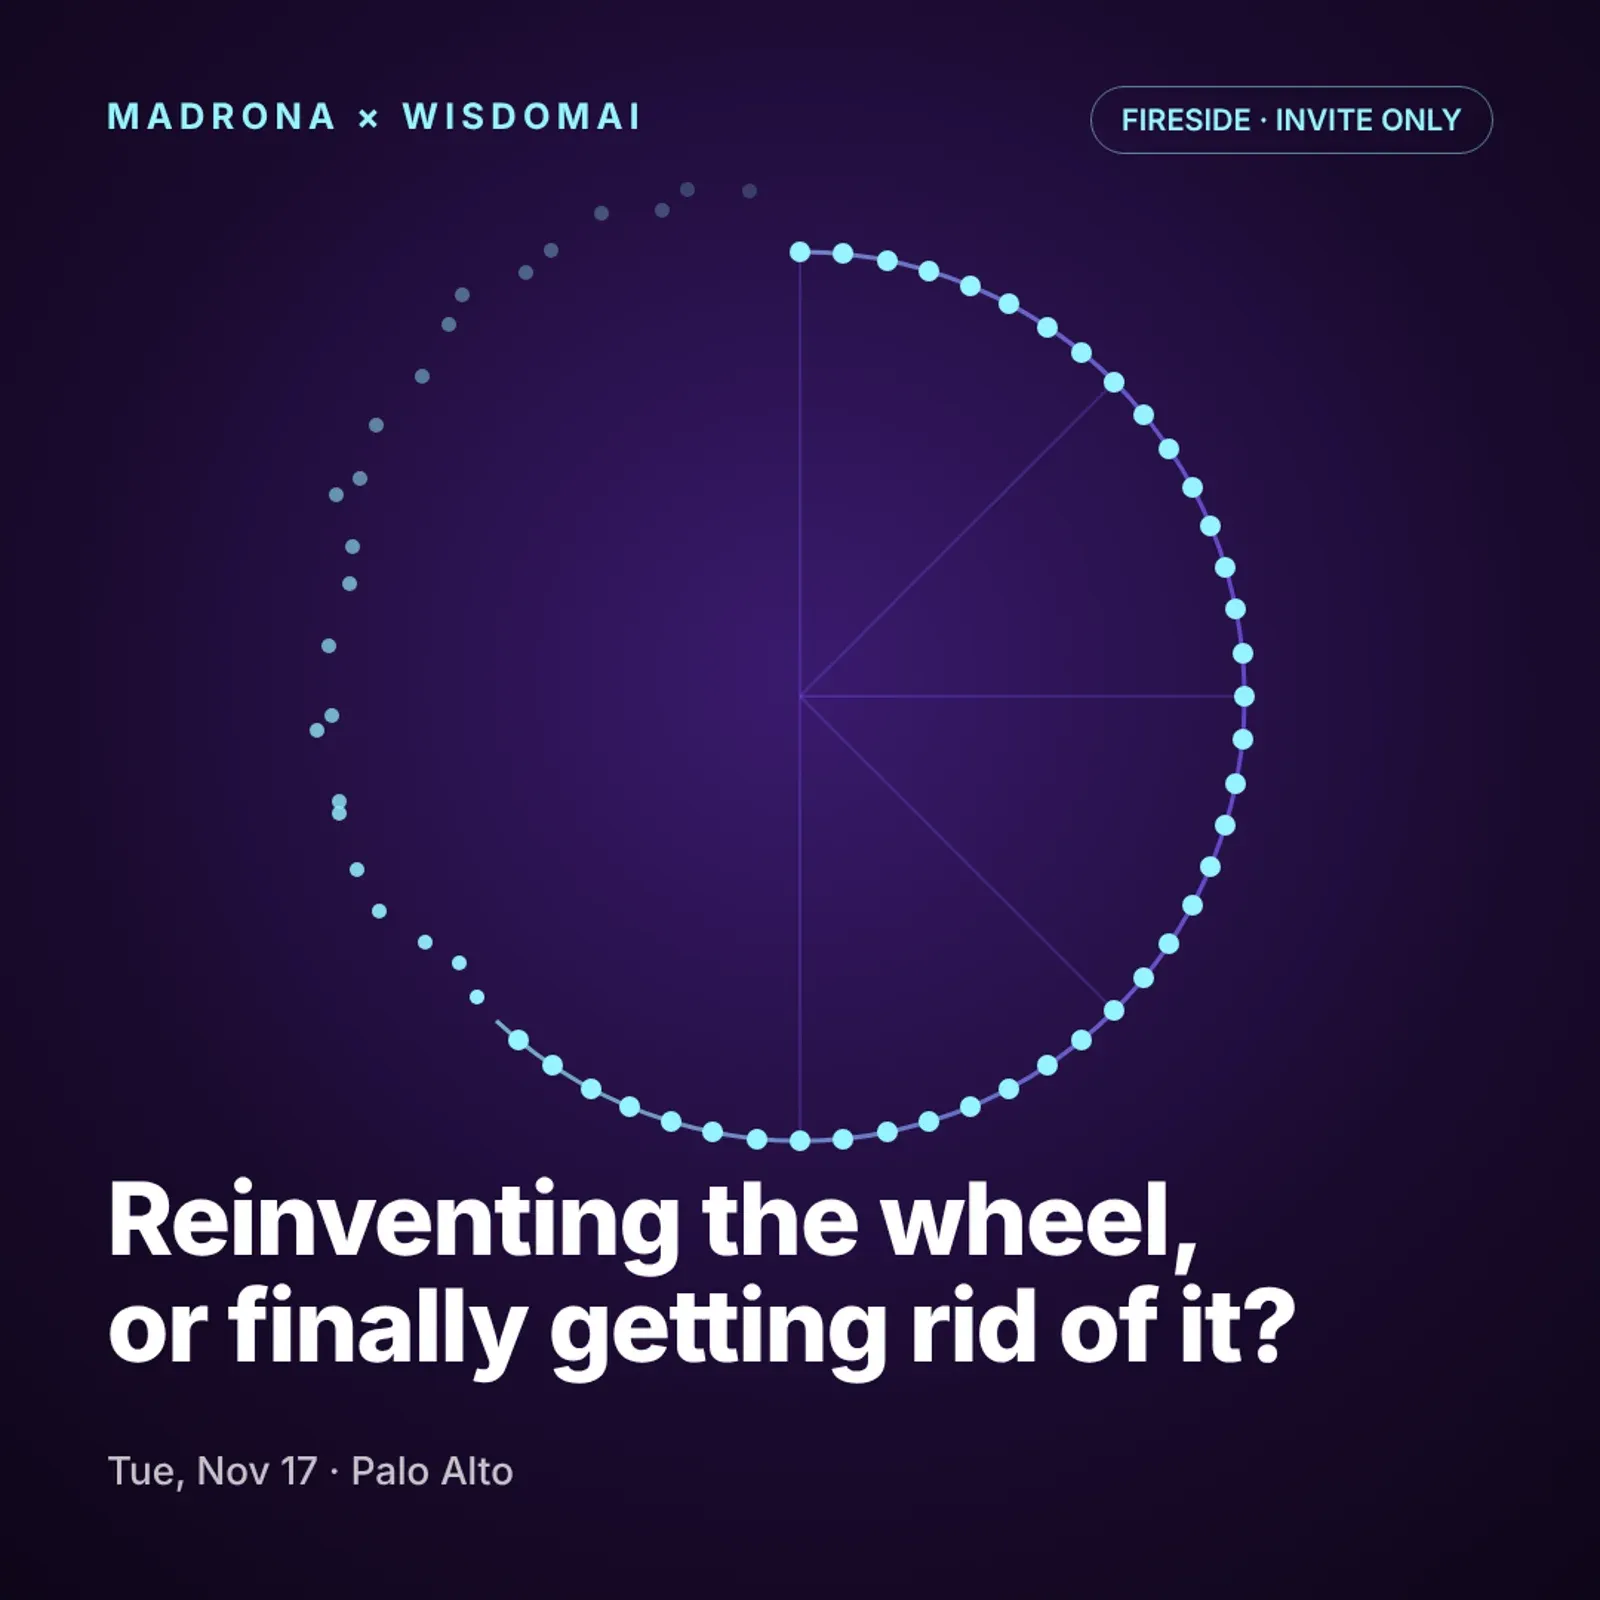 MADRONA × WISDOMAI
FIRESIDE · INVITE ONLY
Reinventing the wheel,
or finally getting rid of it?
Tue, Nov 17 · Palo Alto